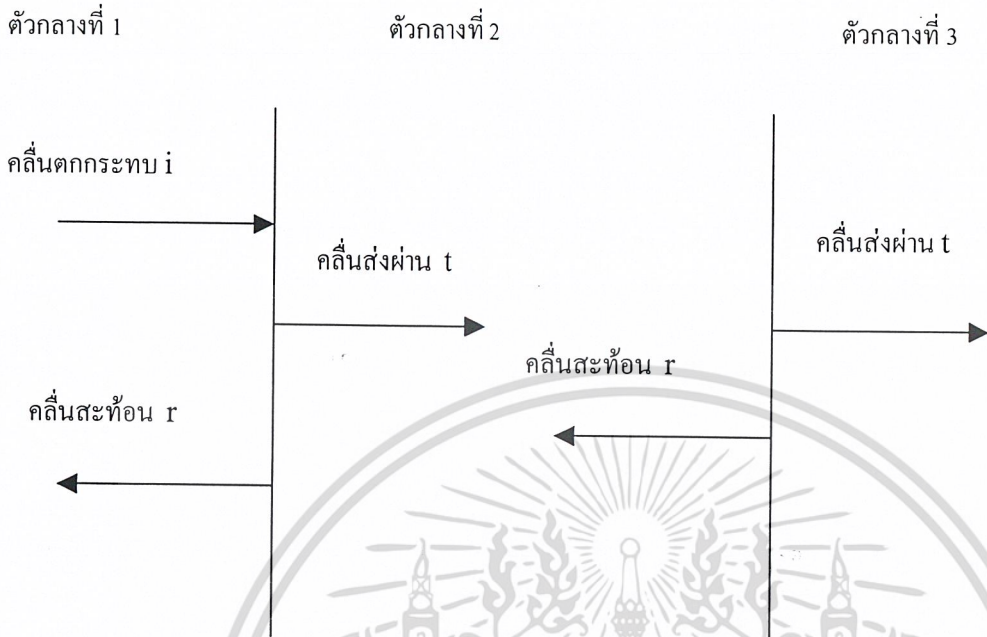 ตัวกลางที่ 1
ตัวกลางที่ 2
ตัวกลางที่ 3
คลื่นตกกระทบ i
คลื่นส่งผ่าน t
คลื่นส่งผ่าน t
คลื่นสะท้อน r
คลื่นสะท้อน r